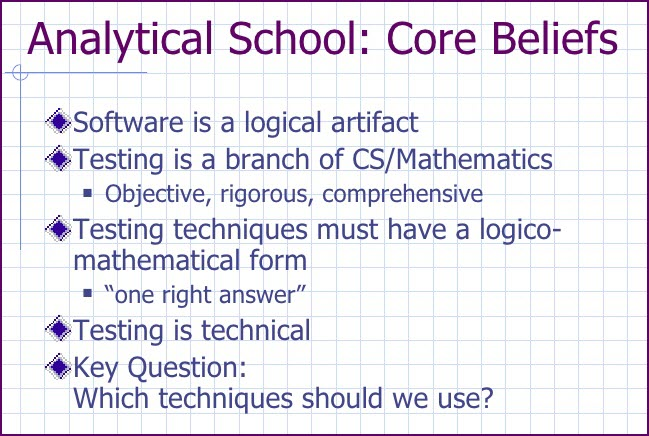 Analytical School: Core Beliefs
Software is a logical artifact
Testing is a branch of CS/Mathematics
Objective, rigorous, comprehensive
Testing techniques must have a logico-
mathematical form
“one right answer”
Testing is technical
Key Question:
Which techniques should we use?